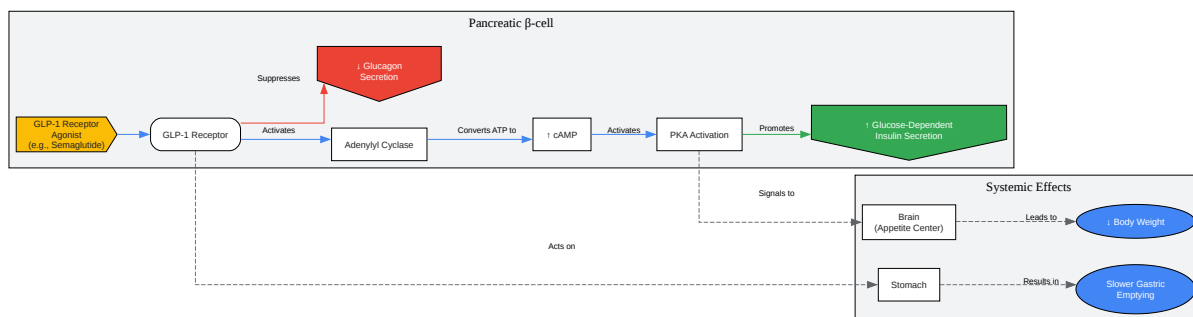 Pancreatic β-cell
↓ Glucagon
Secretion
Suppresses
GLP-1 Receptor
Agonist
(e.g., Semaglutide)
GLP-1 Receptor
Activates
Adenylyl Cyclase
Converts ATP to
↑ cAMP
Activates
PKA Activation
Promotes
↑ Glucose-Dependent
Insulin Secretion
Systemic Effects
Signals to
Brain
(Appetite Center)
Leads to
↓ Body Weight
Acts on
Stomach
Results in
Slower Gastric
Emptying